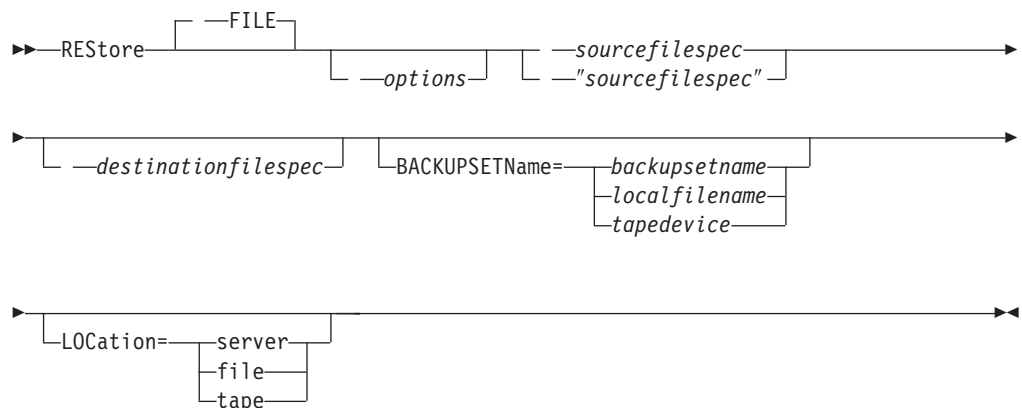 FILE
REStore
options
sourcefilespec
"sourcefilespec"
destinationfilespec
BACKUPSETName=
backupsetname
localfilename
tapedevice
LOCation=
server
file
tape